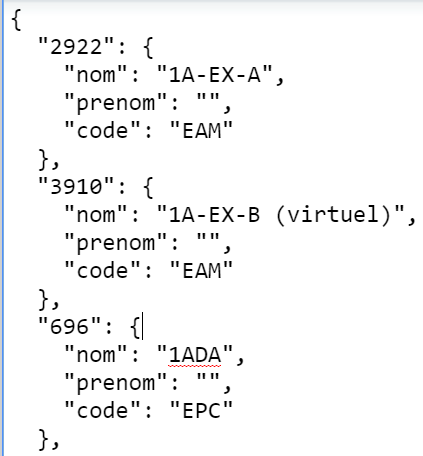 {
"2922": {
"nom": "1A-EX-A",
"prenom": "",
"code": "EAM"
},
"3910": {
"nom": "1A-EX-B (virtuel)",
"prenom": "",
"code": "EAM"
},
"696": {
"nom": "1ADA",
"prenom": "",
"code": "EPC"
},